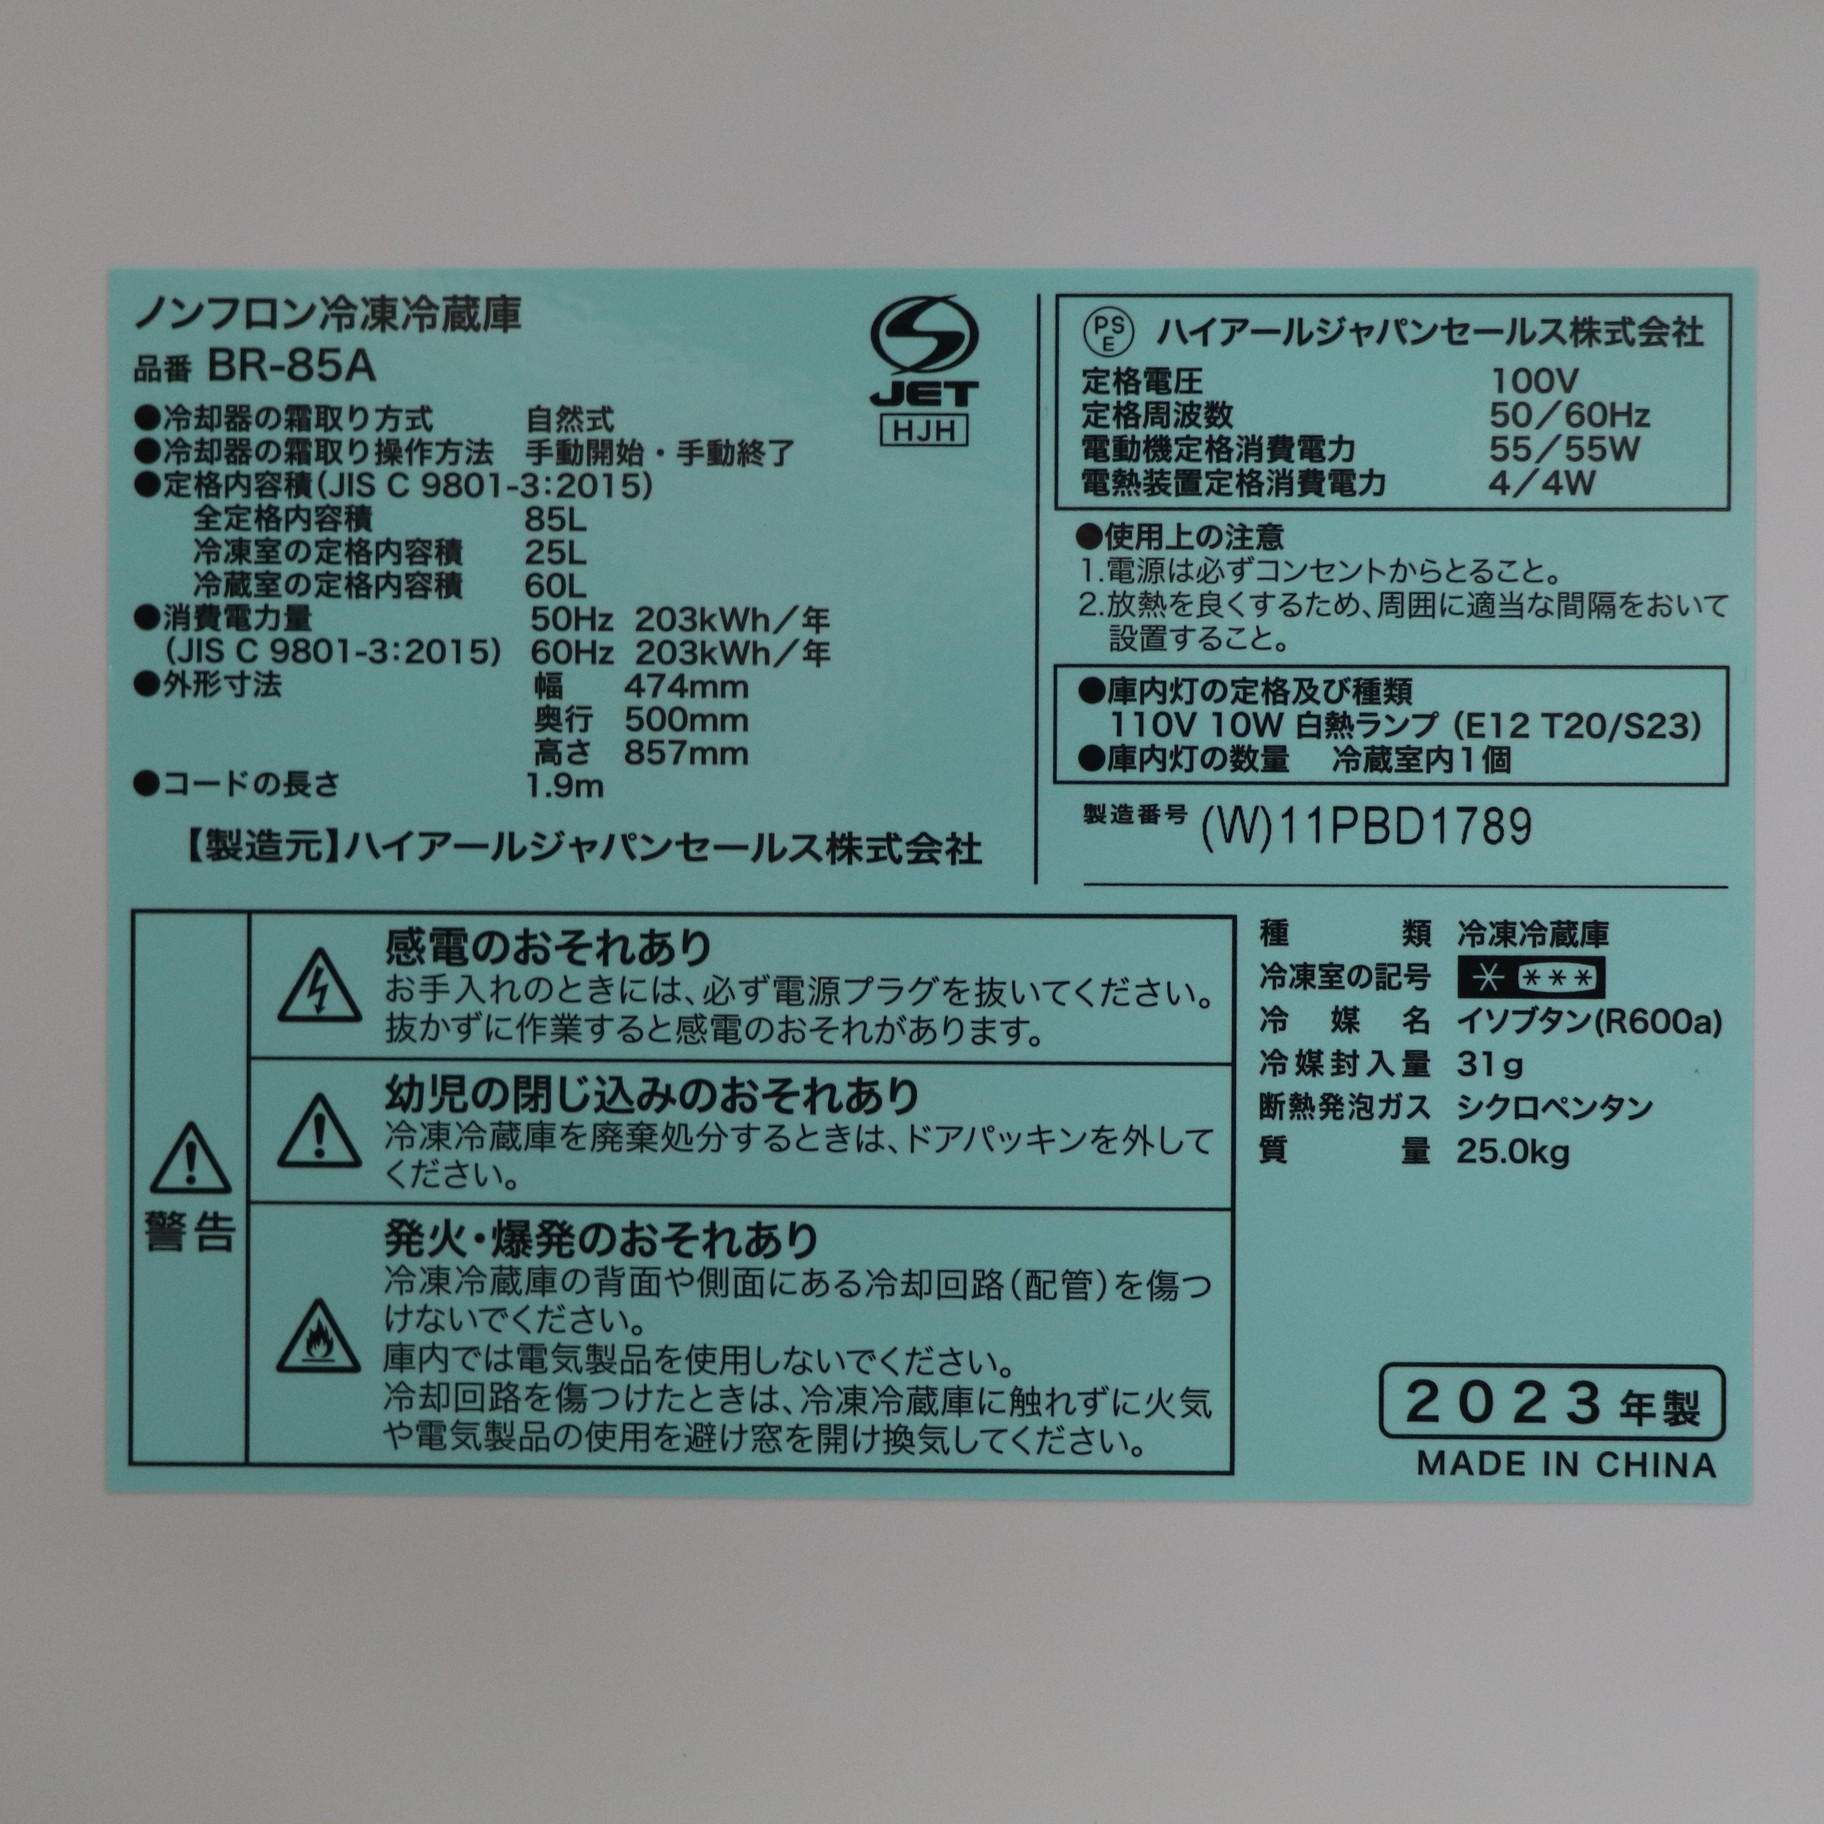 ノンフロン冷凍冷蔵庫
品番 BR-85A
●冷却器の霜取り方式 自然式
●冷却器の霜取り操作方法 手動開始・手動終了
●定格内容積(JIS C 9801-3:2015)
全定格内容積 85L
冷凍室の定格内容積 25L
冷蔵室の定格内容積 60L
●消費電力量 50Hz 203kWh/年
(JIS C 9801-3:2015) 60Hz 203kWh/年
●外形寸法 幅 474mm
奥行 500mm
高さ 857mm
●コードの長さ 1.9m
【製造元】ハイアールジャパンセールス株式会社
JET
HJH
PSE ハイアールジャパンセールス株式会社
定格電圧 100V
定格周波数 50/60Hz
電動機定格消費電力 55/55W
電熱装置定格消費電力 4/4W
●使用上の注意
1.電源は必ずコンセントからとること。
2.放熱を良くするため、周囲に適当な間隔をおいて
設置すること。
●庫内灯の定格及び種類
110V 10W 白熱ランプ (E12 T20/S23)
●庫内灯の数量 冷蔵室内1個
製造番号 (W)11PBD1789
警告
感電のおそれあり
お手入れのときには、必ず電源プラグを抜いてください。
抜かずに作業すると感電のおそれがあります。
幼児の閉じ込みのおそれあり
冷凍冷蔵庫を廃棄処分するときは、ドアパッキンを外して
ください。
発火・爆発のおそれあり
冷凍冷蔵庫の背面や側面にある冷却回路(配管)を傷つ
けないでください。
庫内では電気製品を使用しないでください。
冷却回路を傷つけたときは、冷凍冷蔵庫に触れずに火気
や電気製品の使用を避け窓を開け換気してください。
種類 冷凍冷蔵庫
冷凍室の記号 * ***
冷媒名 イソブタン(R600a)
冷媒封入量 31g
断熱発泡ガス シクロペンタン
質量 25.0kg
2023年製
MADE IN CHINA